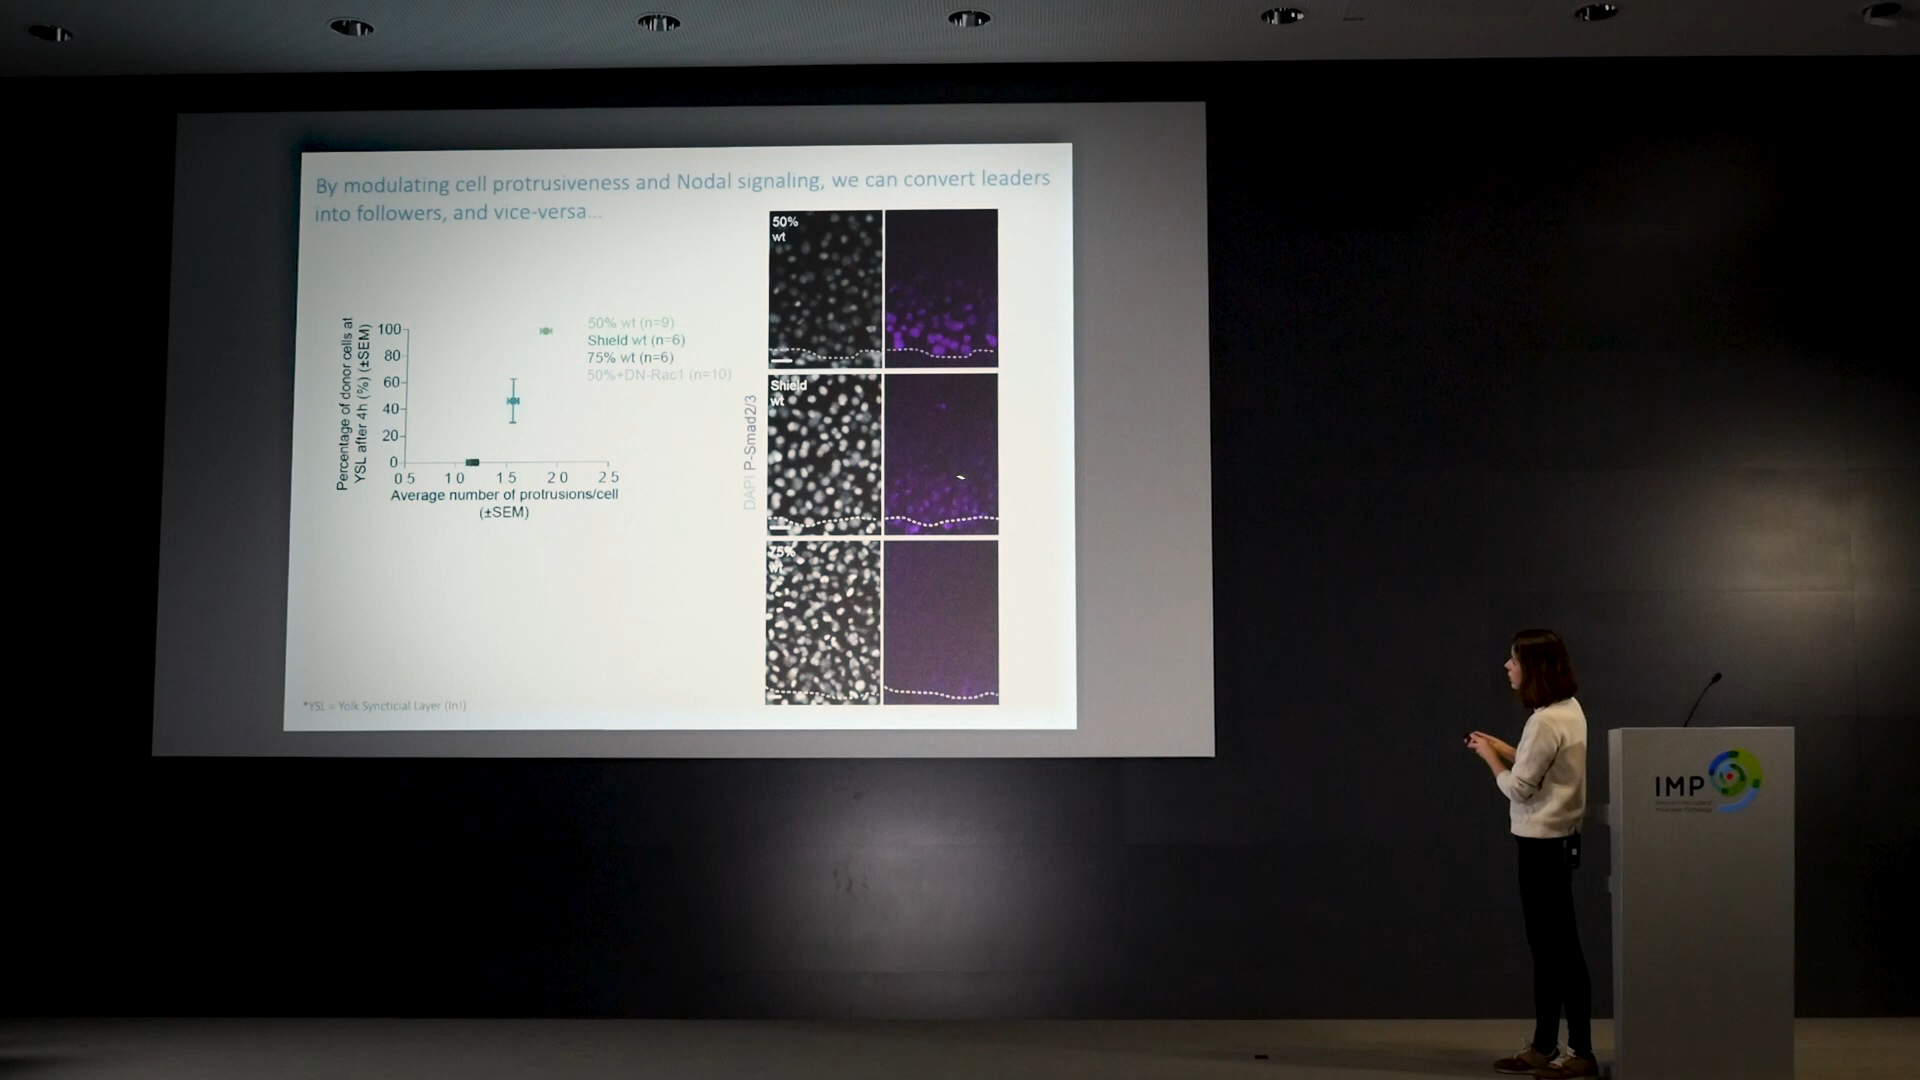 By modulating cell protrusiveness and Nodal signaling, we can convert leaders
into followers, and vice-versa...
50%
wt
Percentage of donor cells at
YSL after 4h (%) (±SEM)
100
80
60
40
20
0
0 5
1 0
1 5
2 0
2 5
Average number of protrusions/cell
(±SEM)
50% wt (n=9)
Shield wt (n=6)
75% wt (n=6)
50%+DN-Rac1 (n=10)
DAPI P-Smad2/3
Shield
wt
75%
wt
*YSL = Yolk Syncticial Layer (In!)
IMP